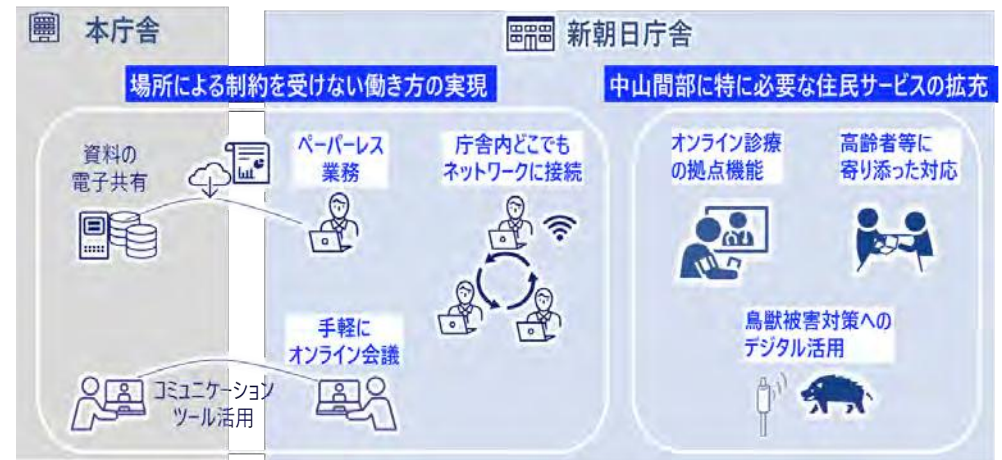 本庁舎
新朝日庁舎
場所による制約を受けない働き方の実現
中山間部に特に必要な住民サービスの拡充
資料の
電子共有
ペーパーレス
業務
庁舎内どこでも
ネットワークに接続
手軽に
オンライン会議
コミュニケーション
ツール活用
オンライン診療
の拠点機能
高齢者等に
寄り添った対応
鳥獣被害対策への
デジタル活用